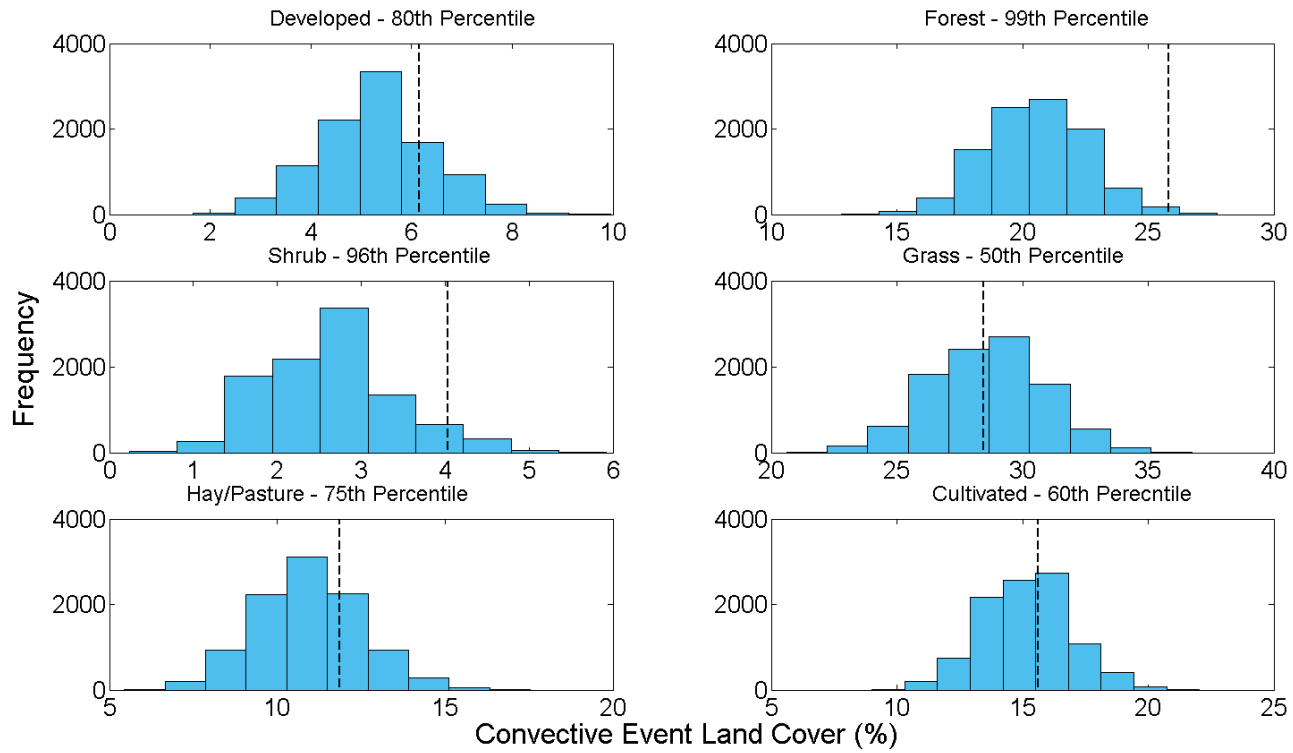 Developed - 80th Percentile
4000
2000
0
0 2 4 6 8 10
Forest - 99th Percentile
4000
2000
0
10 15 20 25 30
Shrub - 96th Percentile
4000
2000
0
0 1 2 3 4 5 6
Grass - 50th Percentile
4000
2000
0
20 25 30 35 40
Frequency
Hay/Pasture - 75th Percentile
4000
2000
0
5 10 15 20
Cultivated - 60th Perecntile
4000
2000
0
5 10 15 20 25
Convective Event Land Cover (%)